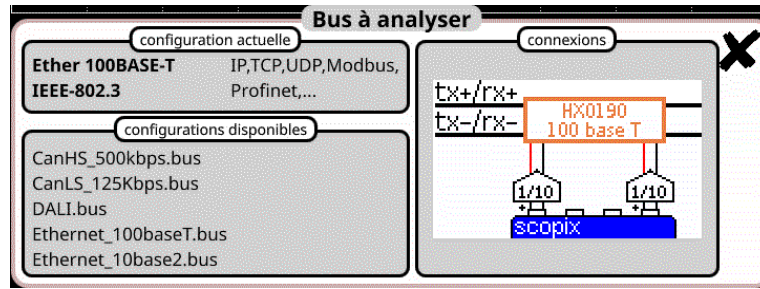 Bus à analyser
configuration actuelle
Ether 100BASE-T IP,TCP,UDP,Modbus,
IEEE-802.3 Profinet,...
configurations disponibles
CanHS_500kbps.bus
CanLS_125Kbps.bus
DALI.bus
Ethernet_100baseT.bus
Ethernet_10base2.bus
connexions
tx+/rx+
tx-/rx-
HX0190
100 base T
1/10 1/10
+ +
scopix